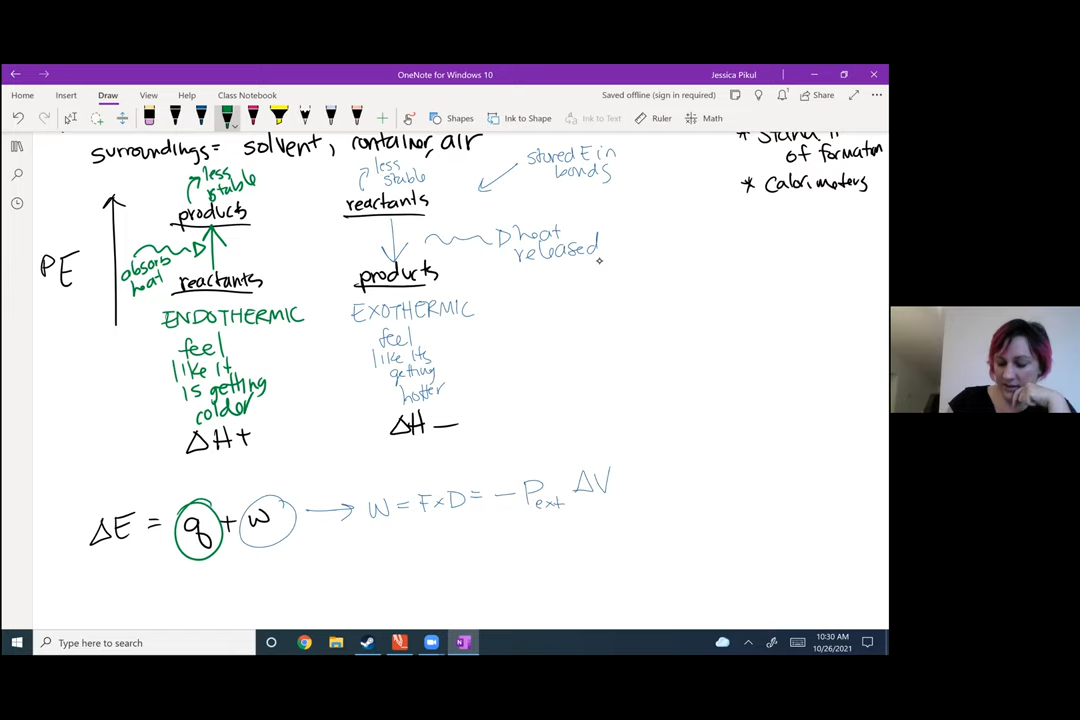 OneNote for Windows 10
Jessica Pikul
Home Insert Draw View Help Class Notebook
Saved offline (sign in required)
Share
Shapes
Ink to Shape
Ink to Text
Ruler
Math
surroundings= solvent, container, air
of formation
* Calorimeters
less
stable
products
absorb
heat
reactants
ENDOTHERMIC
feel
like it
is getting
colder
ΔH+
PE
less
stable
reactants
stored E in
bonds
heat
released
products
EXOTHERMIC
feel
like its
getting
hotter
ΔH –
ΔE = q + w → W = F×D = – Pext ΔV
Type here to search
10:30 AM
10/26/2021